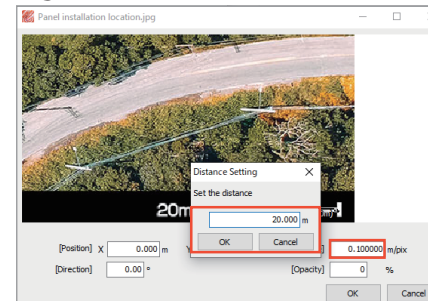 Panel installation location.jpg
Distance Setting
Set the distance
20.000 m
OK Cancel
20m
[Position] X 0.000 m Y
0.100000 m/pix
[Direction] 0.00 ° [Opacity] 0 %
OK Cancel